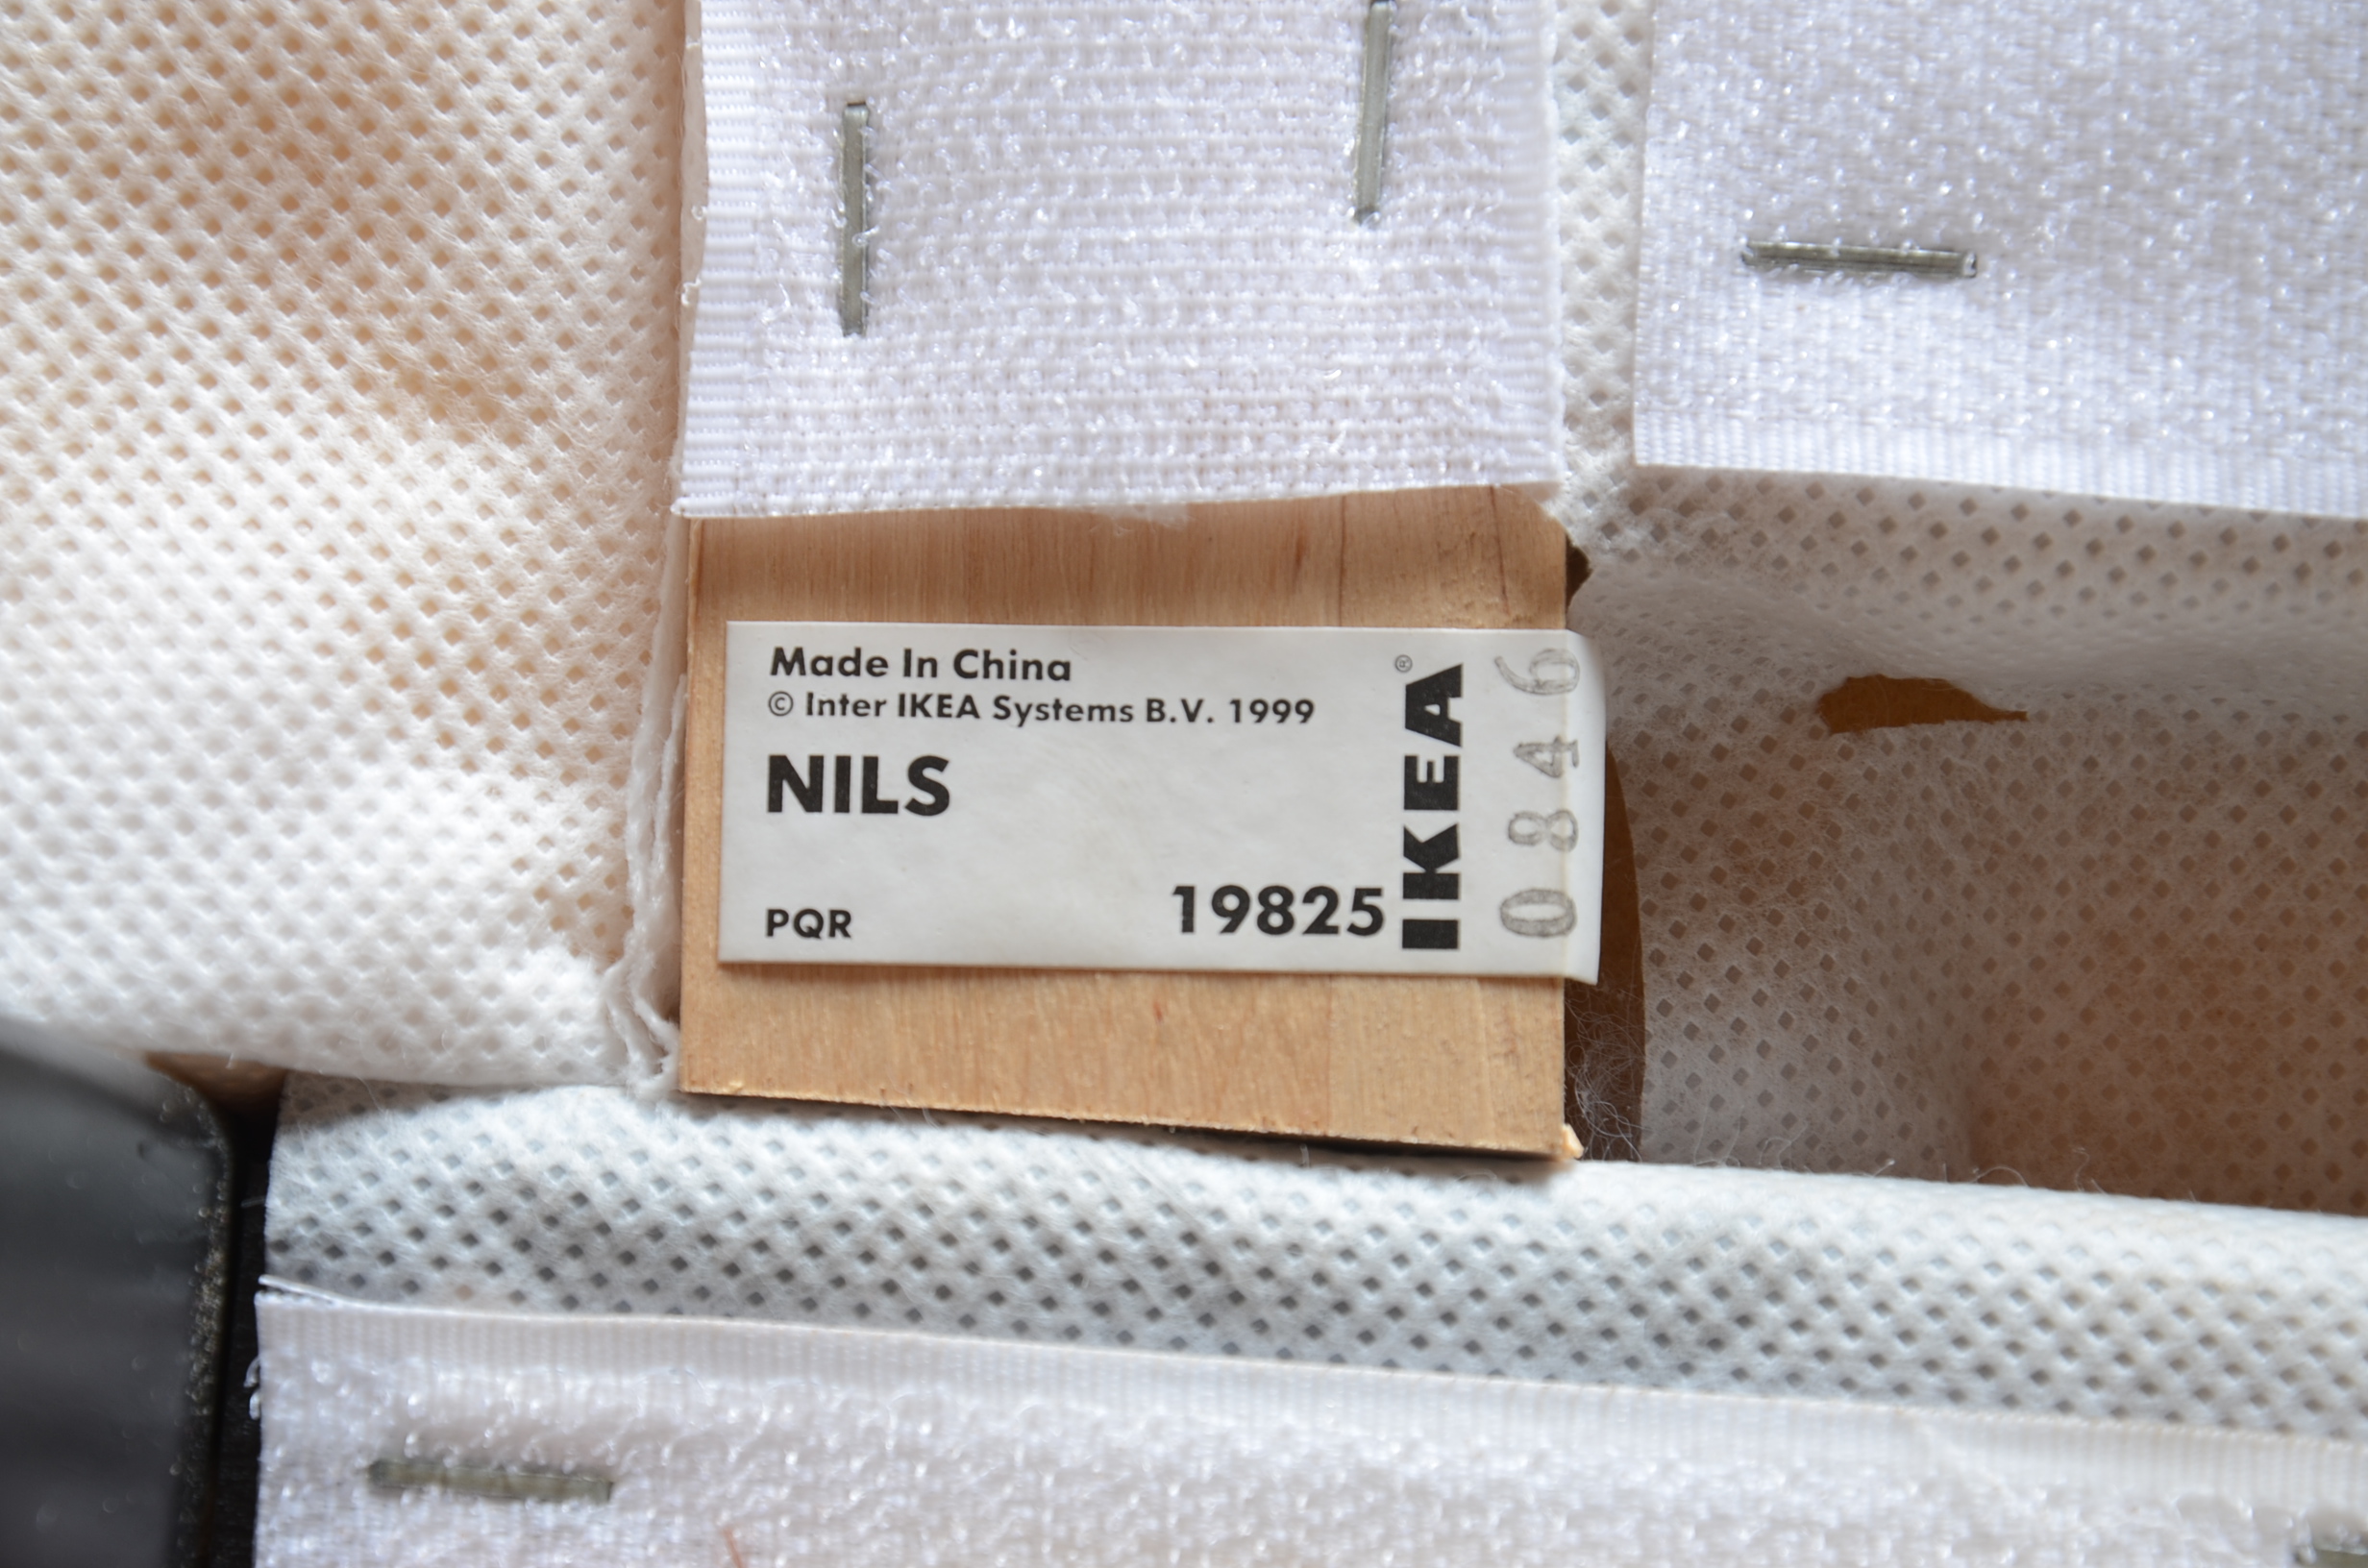 Made In China
© Inter IKEA Systems B.V. 1999
NILS
PQR
19825
IKEA®
0846